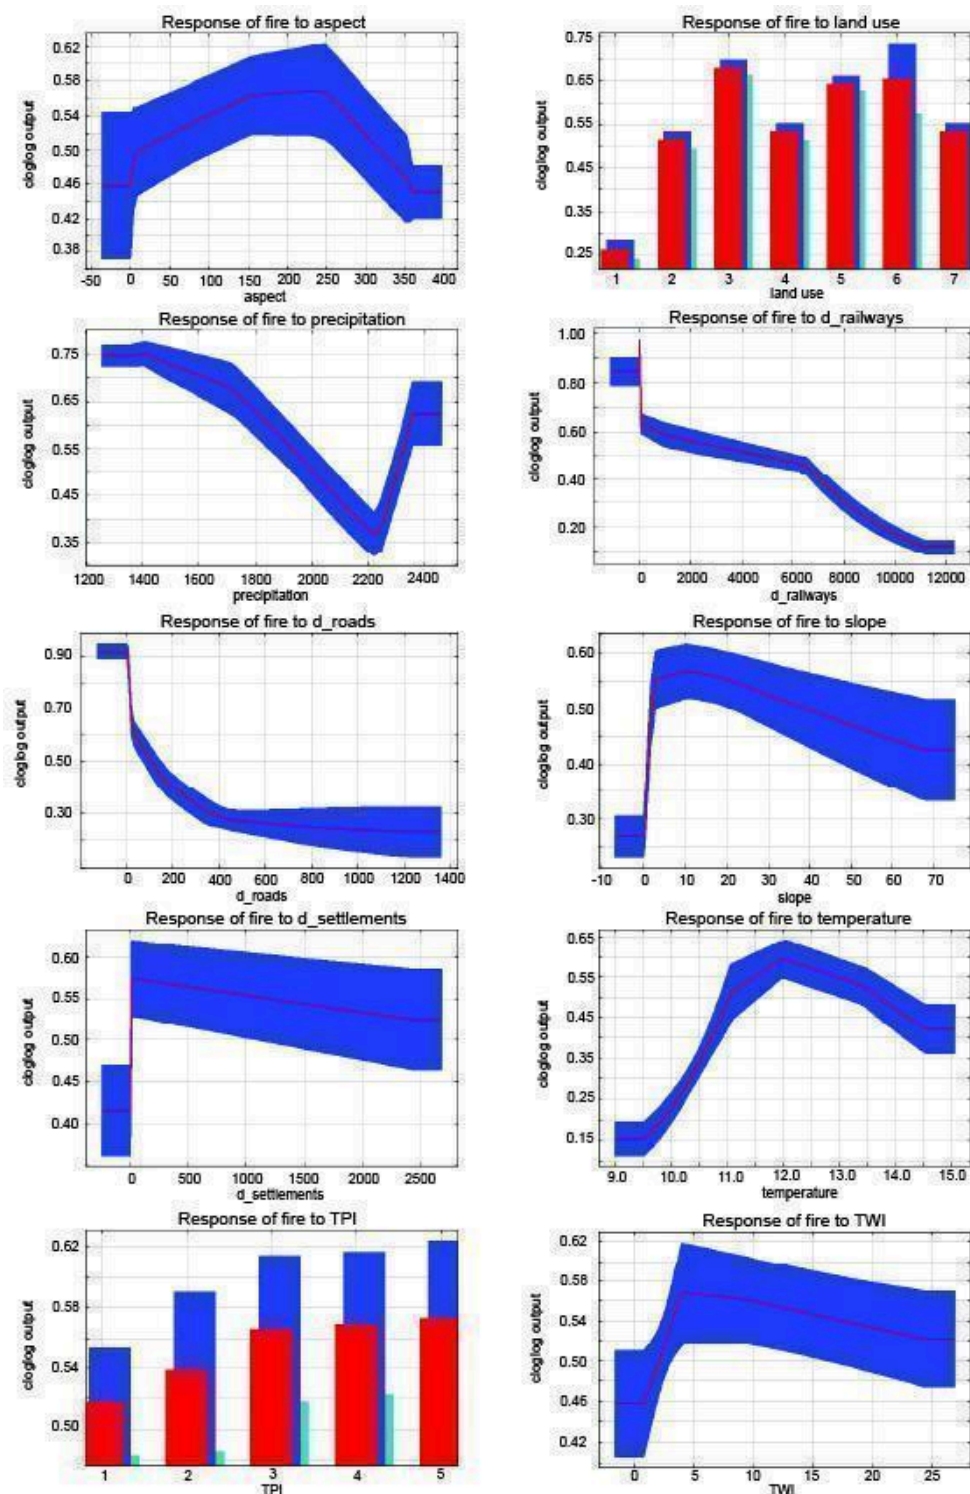 Response of fire to aspect
0.62
0.58
0.54
0.50
0.46
0.42
0.38
cloglog output
-50 0 50 100 150 200 250 300 350 400
aspect
Response of fire to land use
0.75
0.65
0.55
0.45
0.35
0.25
cloglog output
1 2 3 4 5 6 7
land use
Response of fire to precipitation
0.75
0.65
0.55
0.45
0.35
cloglog output
1200 1400 1600 1800 2000 2200 2400
precipitation
Response of fire to d_railways
1.00
0.80
0.60
0.40
0.20
cloglog output
0 2000 4000 6000 8000 10000 12000
d_railways
Response of fire to d_roads
0.90
0.70
0.50
0.30
cloglog output
0 200 400 600 800 1000 1200 1400
d_roads
Response of fire to slope
0.60
0.50
0.40
0.30
cloglog output
-10 0 10 20 30 40 50 60 70
slope
Response of fire to d_settlements
0.60
0.55
0.50
0.45
0.40
cloglog output
0 500 1000 1500 2000 2500
d_settlements
Response of fire to temperature
0.65
0.55
0.45
0.35
0.25
0.15
cloglog output
9.0 10.0 11.0 12.0 13.0 14.0 15.0
temperature
Response of fire to TPI
0.62
0.58
0.54
0.50
cloglog output
1 2 3 4 5
TPI
Response of fire to TWI
0.62
0.58
0.54
0.50
0.46
0.42
cloglog output
0 5 10 15 20 25
TWI